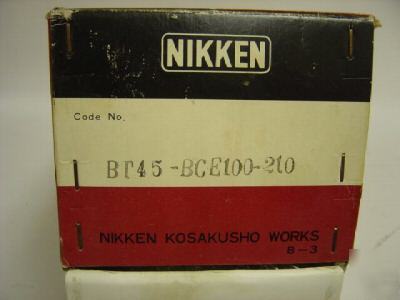 NIKKEN
Code No.
BT45-BCE100-210
NIKKEN KOSAKUSHO WORKS
8-3